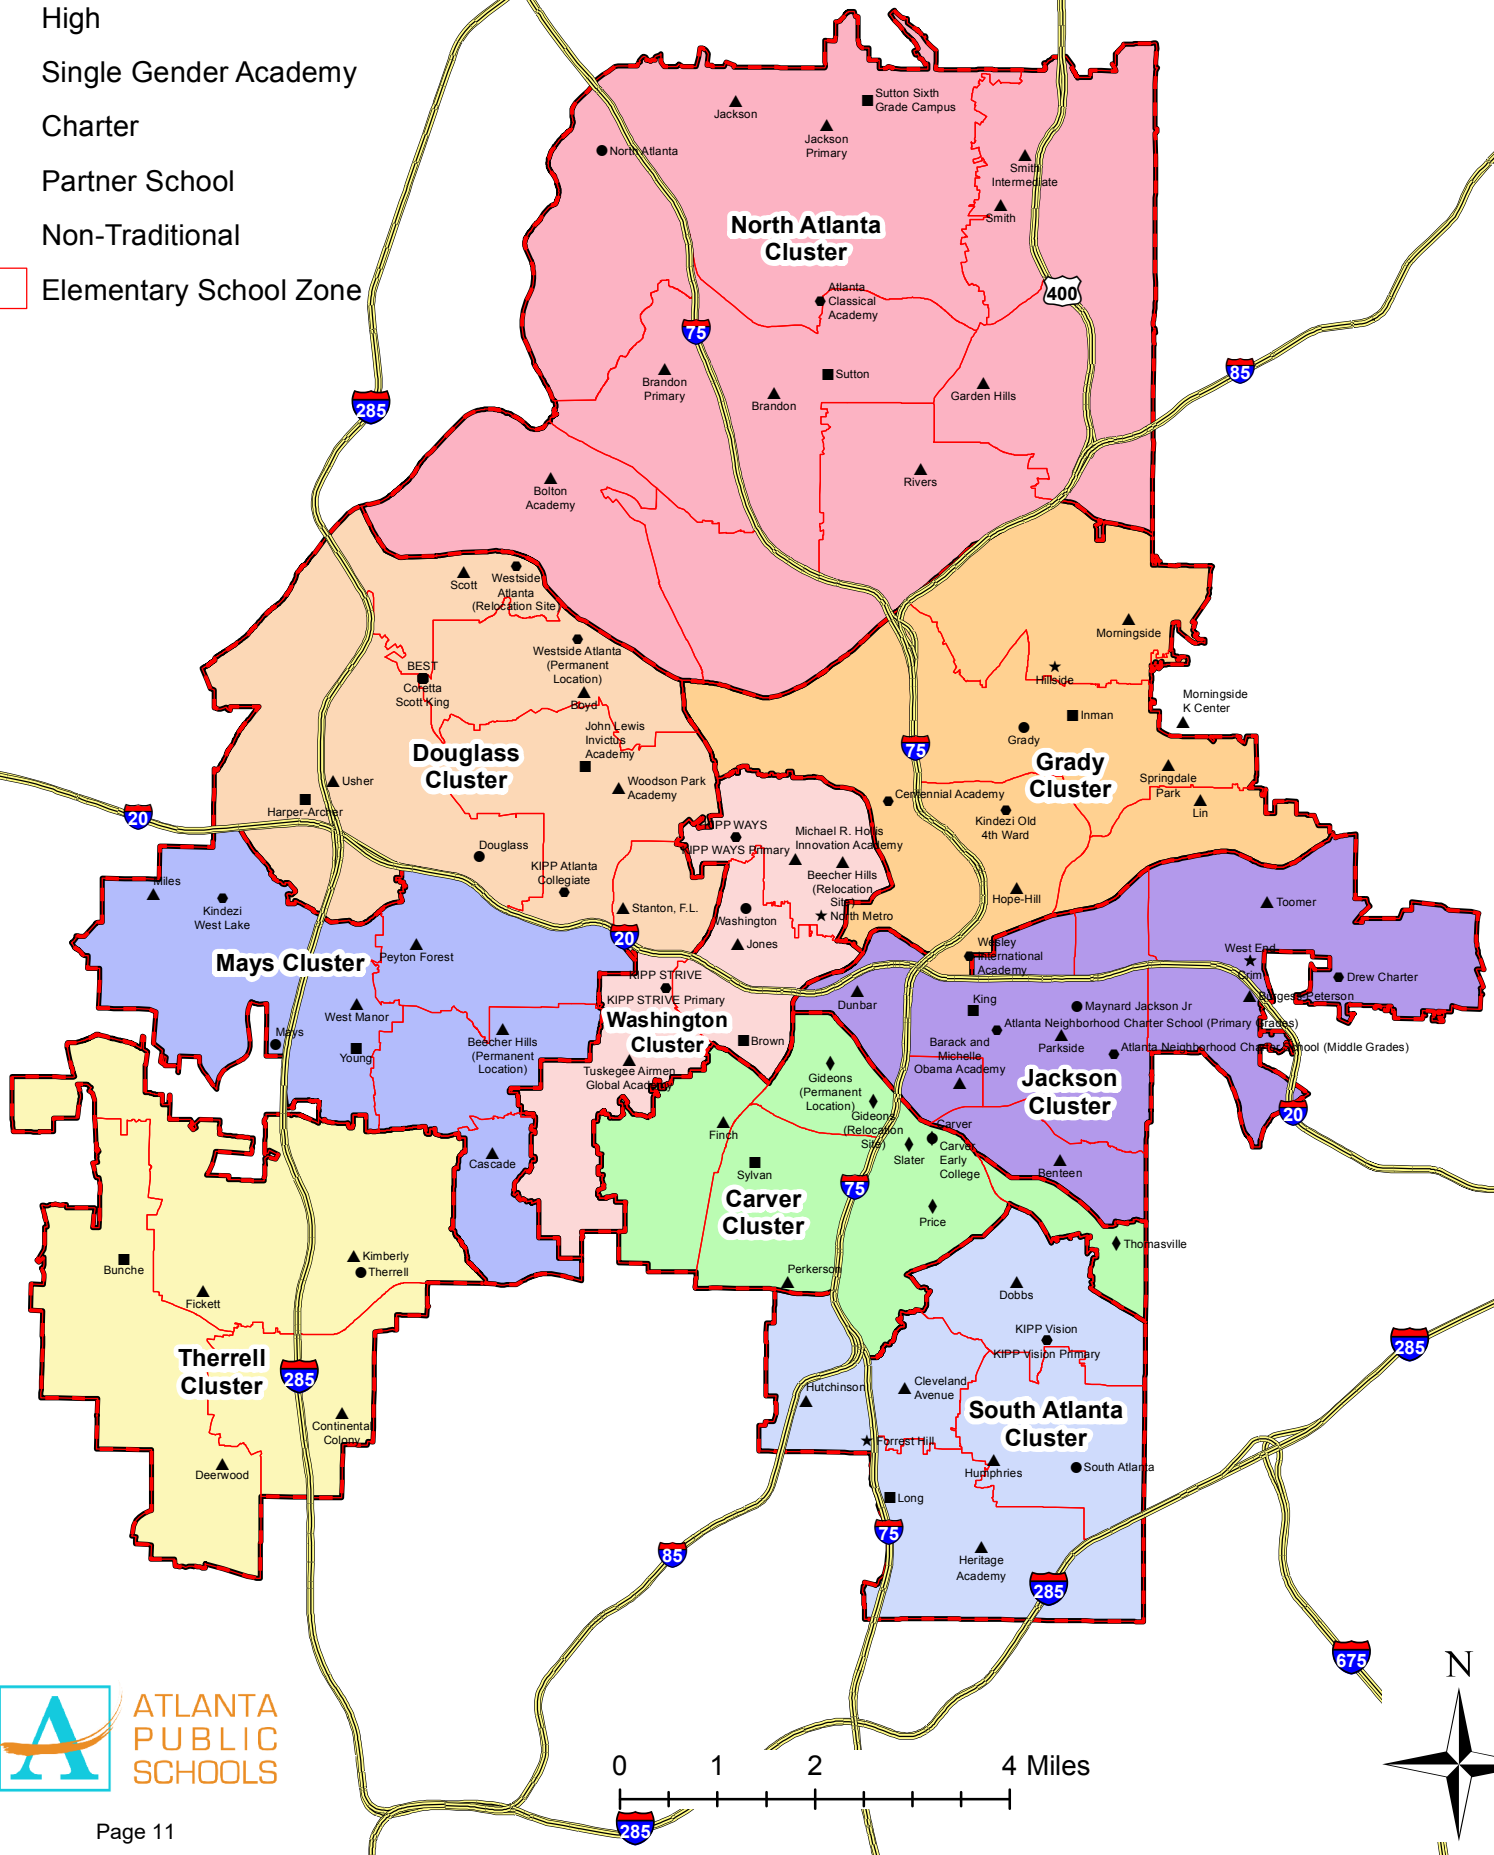 High
Single Gender Academy
Charter
Partner School
Non-Traditional
Elementary School Zone
Jackson
Sutton Sixth
Grade Campus
Jackson
Primary
North Atlanta
Smith
Intermediate
Smith
North Atlanta
Cluster
400
Atlanta
Classical
Academy
75
85
285
Brandon
Primary
Sutton
Brandon
Garden Hills
Rivers
Bolton
Academy
Scott
Westside
Atlanta
(Relocation Site)
Westside Atlanta
(Permanent
Location)
BEST
Coretta
Scott King
Boyd
John Lewis
Invictus
Academy
Douglass
Cluster
Usher
Harper-Archer
Woodson Park
Academy
20
Douglass
KIPP Atlanta
Collegiate
Stanton, F.L.
20
Morningside
Hillside
Morningside
K Center
Inman
Grady
75
Grady
Cluster
Springdale
Park
Lin
Centennial Academy
Kindezi Old
4th Ward
Hope-Hill
KIPP WAYS
KIPP WAYS Primary
Michael R. Hollis
Innovation Academy
Beecher Hills
(Relocation
Site)
Washington
North Metro
Jones
Miles
Kindezi
West Lake
Mays Cluster
Peyton Forest
West Manor
Mays
Young
Beecher Hills
(Permanent
Location)
Cascade
KIPP STRIVE
KIPP STRIVE Primary
Washington
Cluster
Brown
Tuskegee Airmen
Global Academy
Toomer
West End
Crim
Drew Charter
Burgess-Peterson
Wesley
International
Academy
Dunbar
King
Maynard Jackson Jr
Atlanta Neighborhood Charter School (Primary Grades)
Barack and
Michelle
Obama Academy
Parkside
Atlanta Neighborhood Charter School (Middle Grades)
Jackson
Cluster
20
Benteen
Gideons
(Permanent
Location)
Gideons
(Relocation
Site)
Finch
Carver
Carver
Early
College
Slater
Sylvan
75
Carver
Cluster
Price
Perkerson
Thomasville
Bunche
Kimberly
Therrell
Fickett
Therrell
Cluster
285
Continental
Colony
Deerwood
Dobbs
KIPP Vision
KIPP Vision Primary
Hutchinson
Cleveland
Avenue
South Atlanta
Cluster
Forrest Hill
Humphries
South Atlanta
Long
75
Heritage
Academy
285
285
85
675
N
ATLANTA
PUBLIC
SCHOOLS
0 1 2 4 Miles
285
Page 11